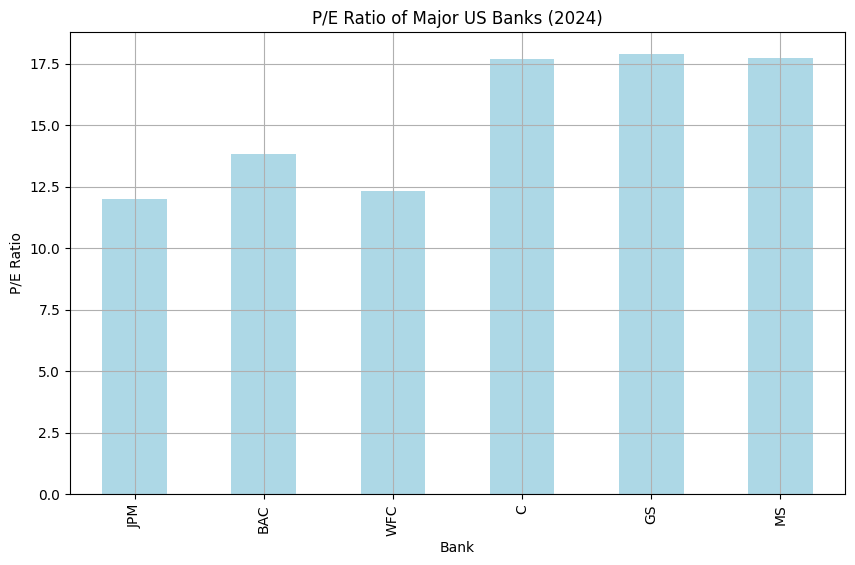 P/E Ratio of Major US Banks (2024)
P/E Ratio
17.5
15.0
12.5
10.0
7.5
5.0
2.5
0.0
JPM
BAC
WFC
C
GS
MS
Bank